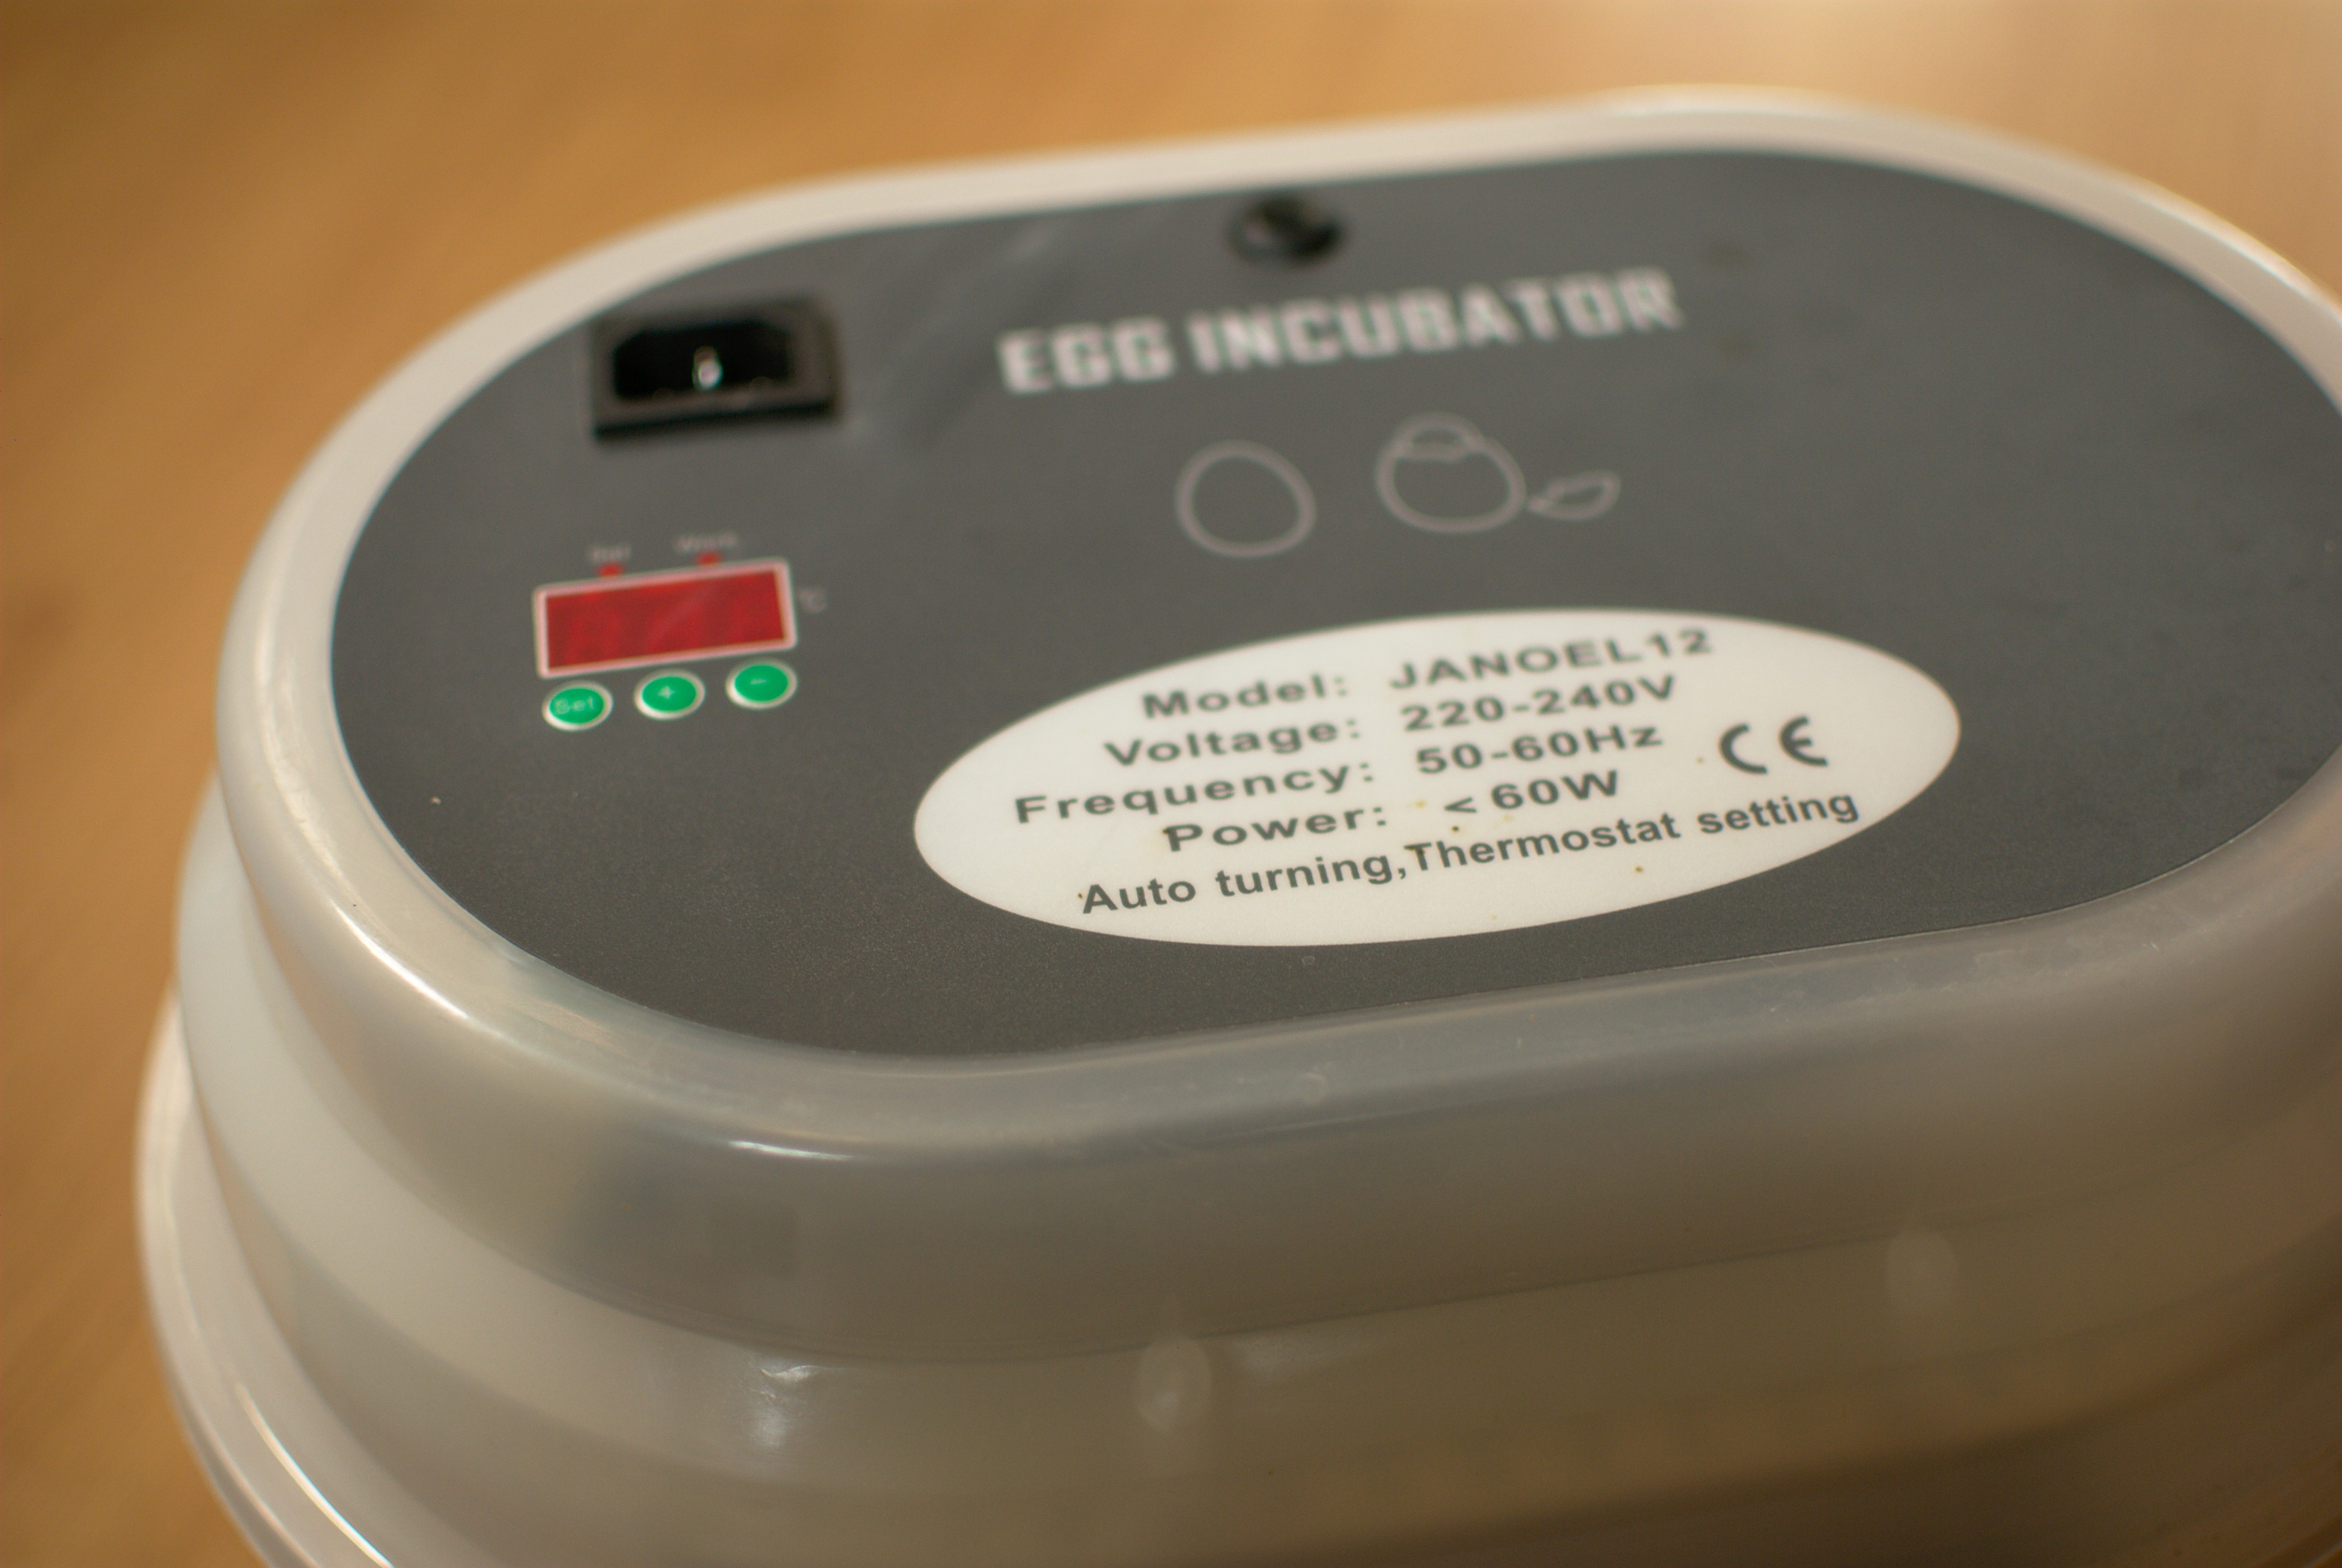 EGG INCUBATOR
Set Work
°C
Set + -
Model: JANOEL12
Voltage: 220-240V
Frequency: 50-60Hz
Power: <60W
CE
Auto turning,Thermostat setting